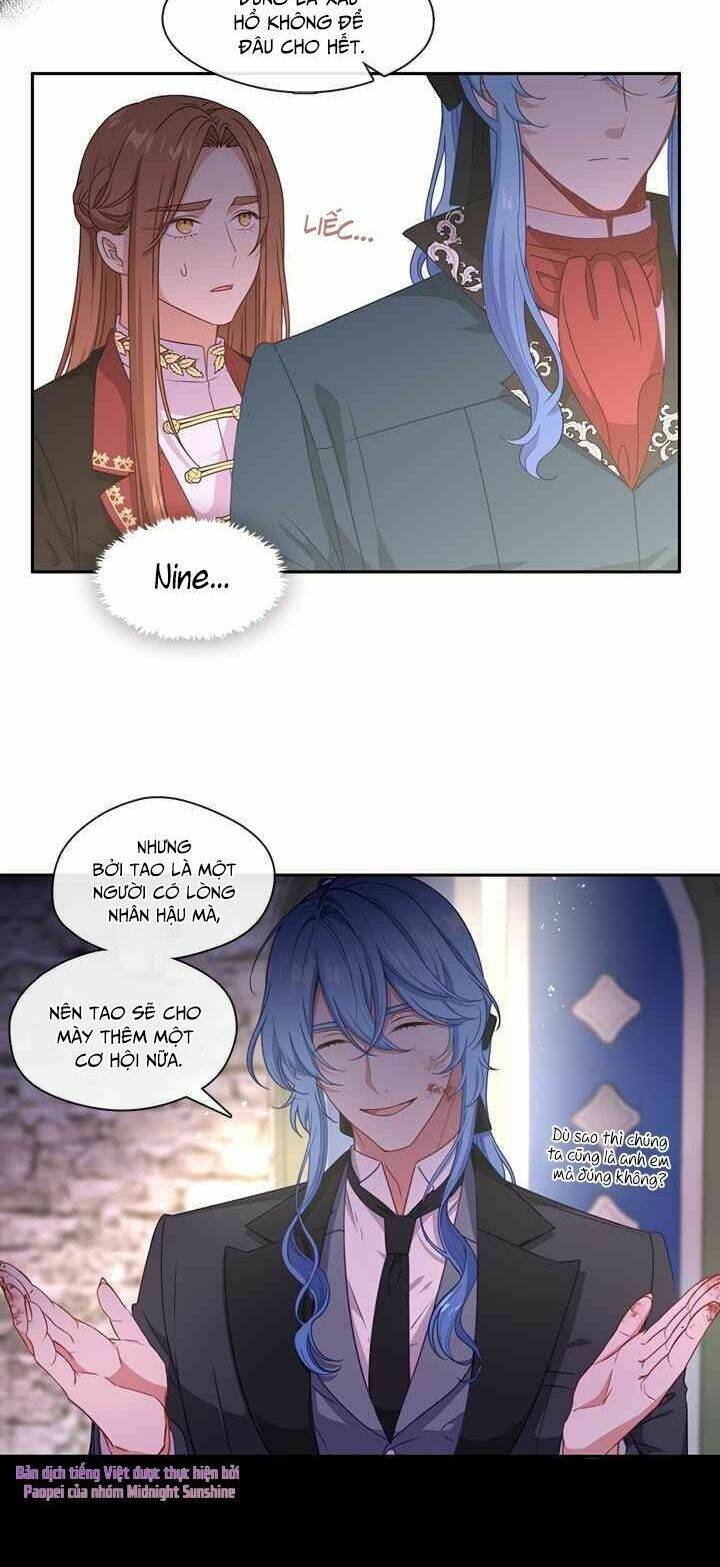 HỔ KHÔNG ĐỂ
ĐÂU CHO HẾT.
LIẾC...
Nine...
NHƯNG
BỞI TAO LÀ MỘT
NGƯỜI CÓ LÒNG
NHÂN HẬU MÀ,
NÊN TAO SẼ CHO
MÀY THÊM MỘT
CƠ HỘI NỮA.
Dù sao thì chúng
ta cũng là anh em
mà đúng không?
Bản dịch tiếng Việt được thực hiện bởi
Paopei của nhóm Midnight Sunshine